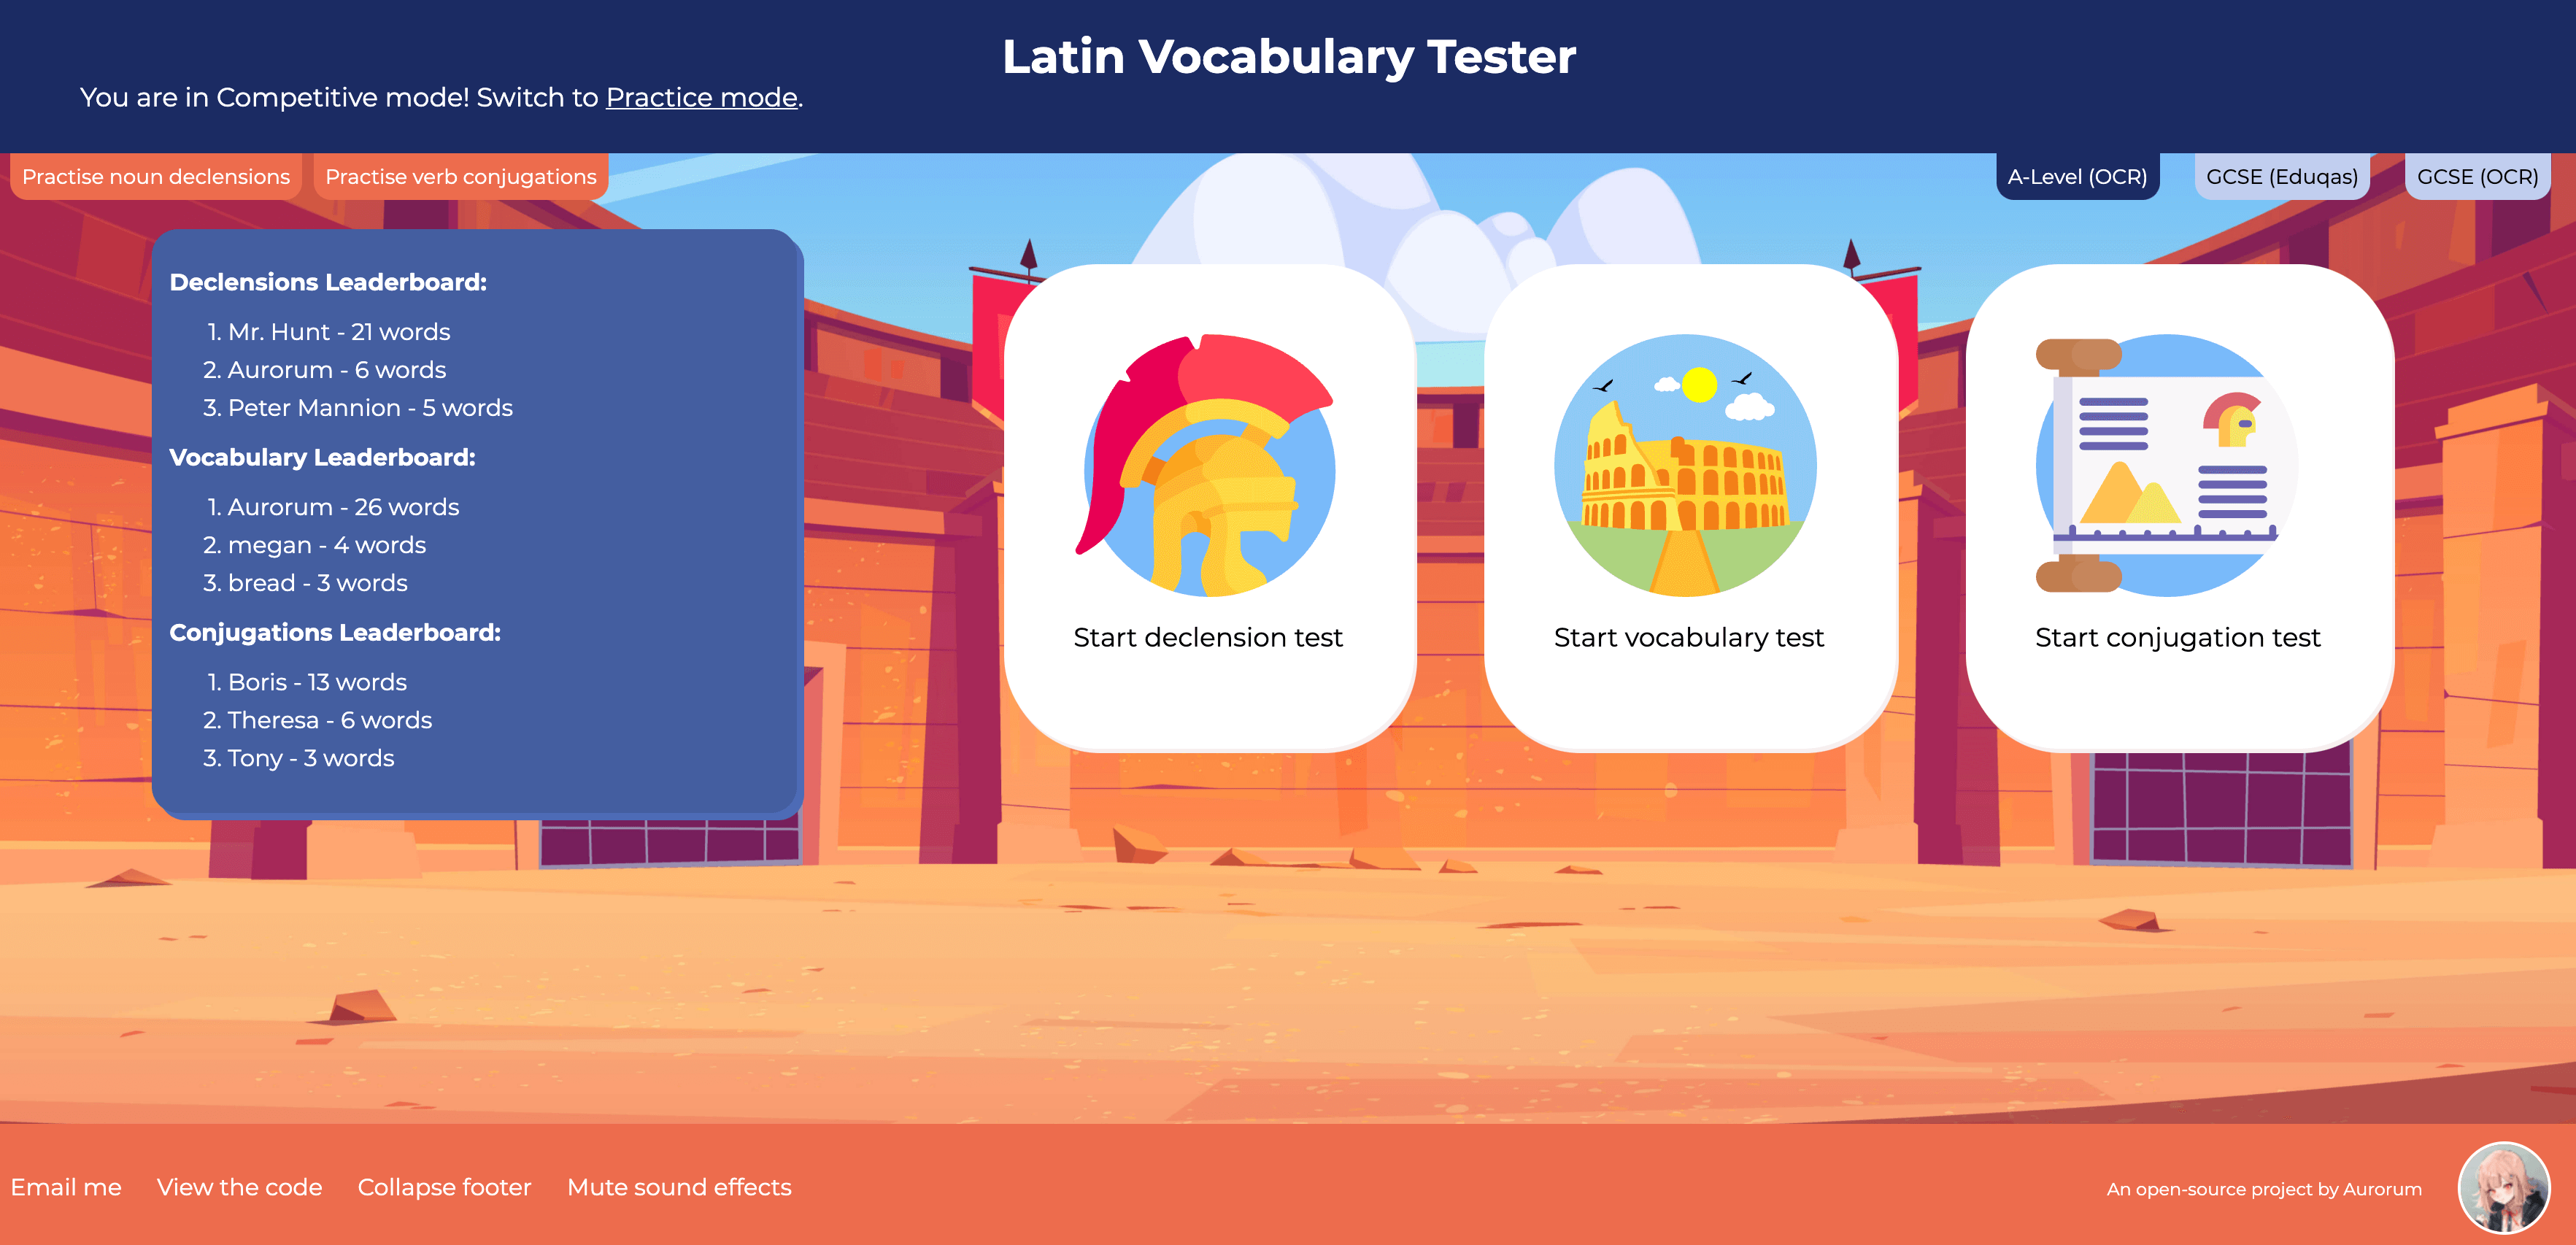 Latin Vocabulary Tester
You are in Competitive mode! Switch to Practice mode.
Practise noun declensions
Practise verb conjugations
A-Level (OCR)
GCSE (Eduqas)
GCSE (OCR)
Declensions Leaderboard:
1. Mr. Hunt - 21 words
2. Aurorum - 6 words
3. Peter Mannion - 5 words
Vocabulary Leaderboard:
1. Aurorum - 26 words
2. megan - 4 words
3. bread - 3 words
Conjugations Leaderboard:
1. Boris - 13 words
2. Theresa - 6 words
3. Tony - 3 words
Start declension test
Start vocabulary test
Start conjugation test
Email me
View the code
Collapse footer
Mute sound effects
An open-source project by Aurorum